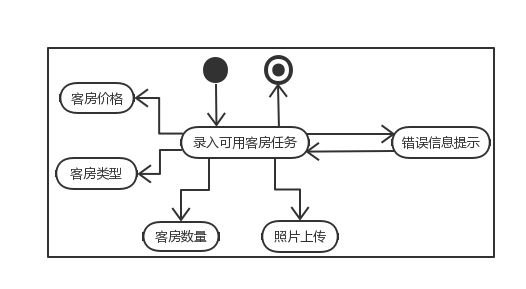 客房价格
录入可用客房任务
错误信息提示
客房类型
客房数量
照片上传